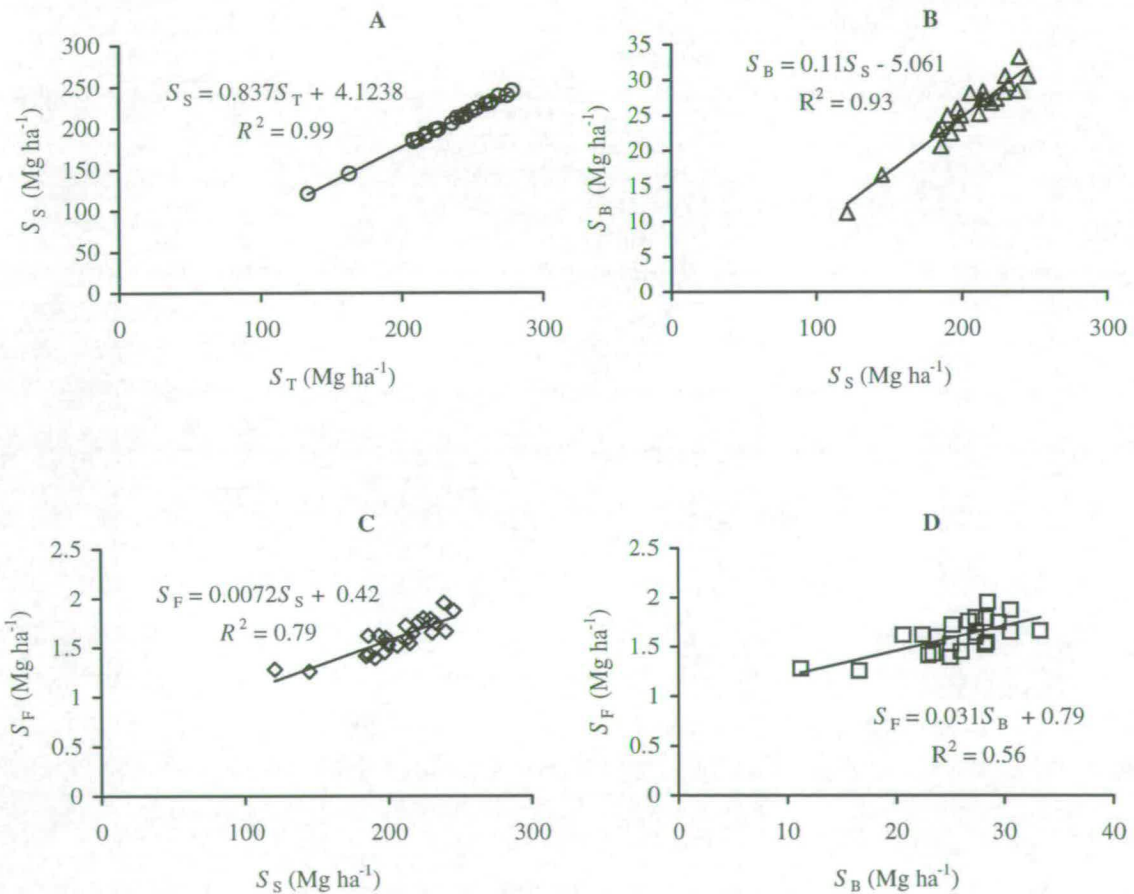 A
300
250
200
150
100
50
0
S_S (Mg ha⁻¹)
S_S = 0.837S_T + 4.1238
R² = 0.99
0 100 200 300
S_T (Mg ha⁻¹)
B
35
30
25
20
15
10
5
0
S_B (Mg ha⁻¹)
S_B = 0.11S_S - 5.061
R² = 0.93
0 100 200 300
S_S (Mg ha⁻¹)
C
2.5
2
1.5
1
0.5
0
S_F (Mg ha⁻¹)
S_F = 0.0072S_S + 0.42
R² = 0.79
0 100 200 300
S_S (Mg ha⁻¹)
D
2.5
2
1.5
1
0.5
0
S_F (Mg ha⁻¹)
S_F = 0.031S_B + 0.79
R² = 0.56
0 10 20 30 40
S_B (Mg ha⁻¹)